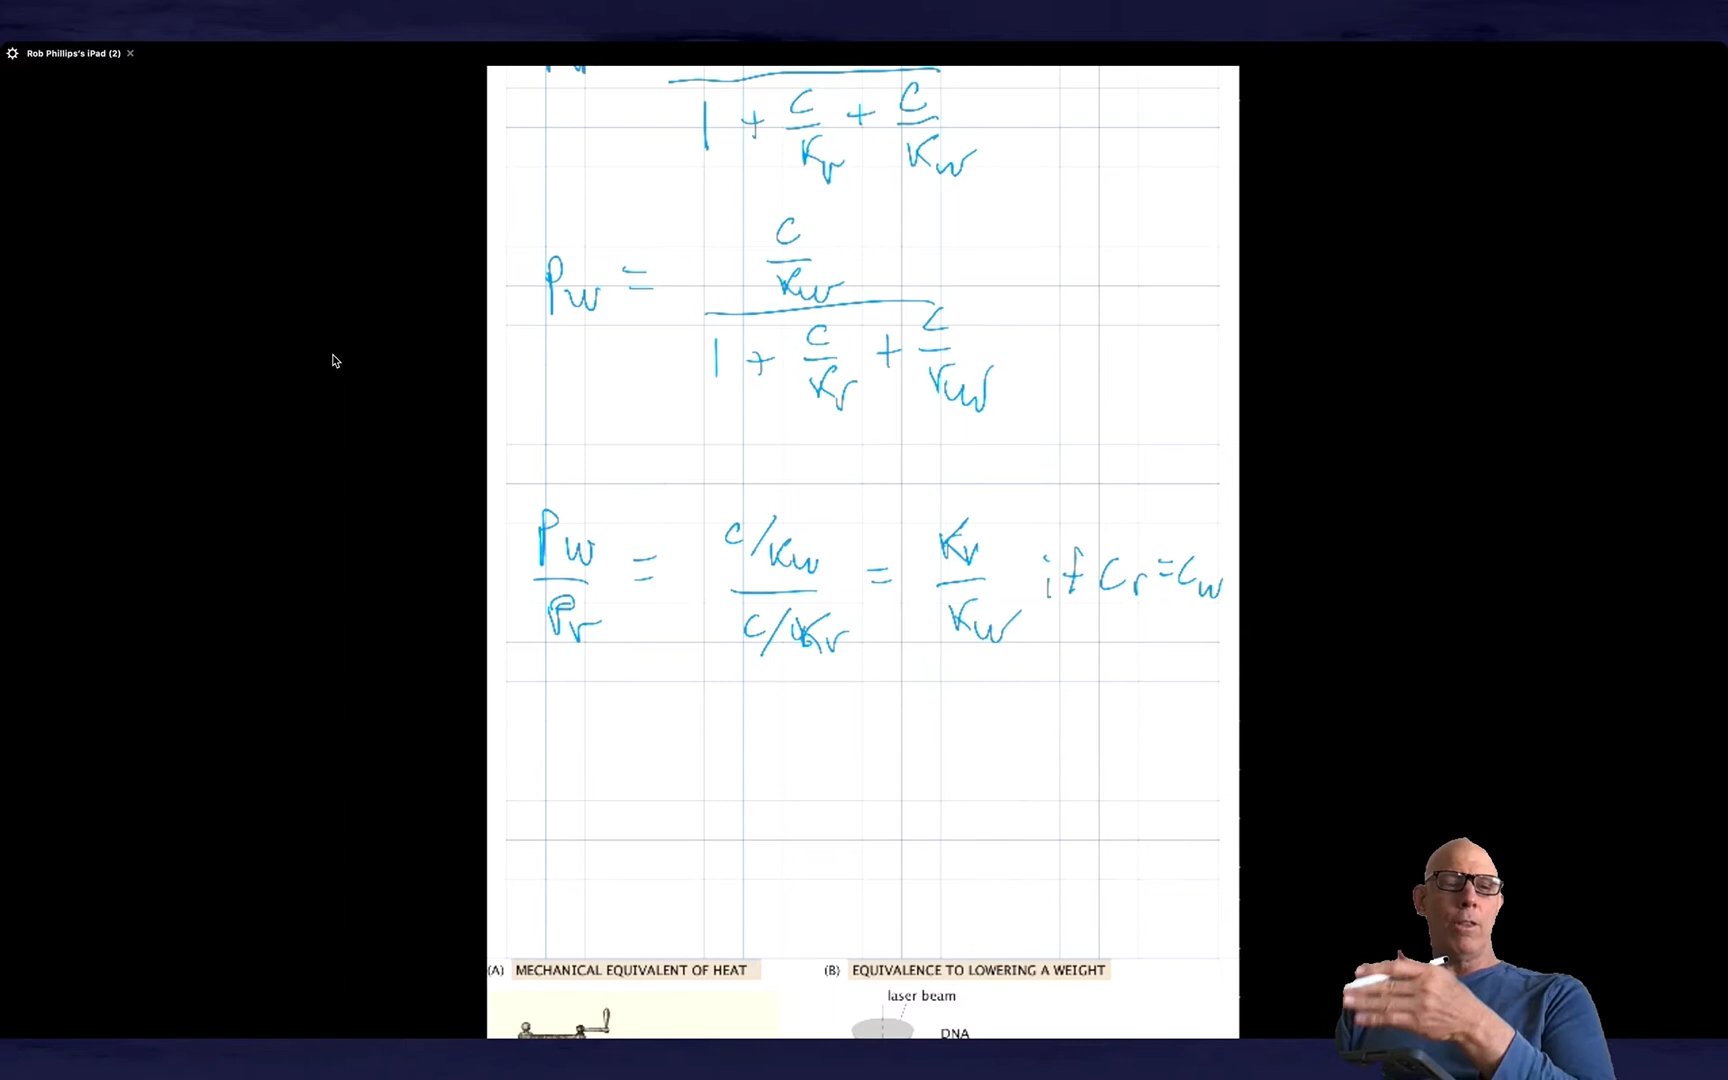 Rob Phillips's iPad (2) ×
1 + C/Kr + C/Kw
Pw = (C/Kw) / (1 + C/Kr + C/Kw)
Pw/Pr = (c/Kw)/(c/Kr) = Kr/Kw if Cr = Cw
(A) MECHANICAL EQUIVALENT OF HEAT
(B) EQUIVALENCE TO LOWERING A WEIGHT
laser beam
DNA